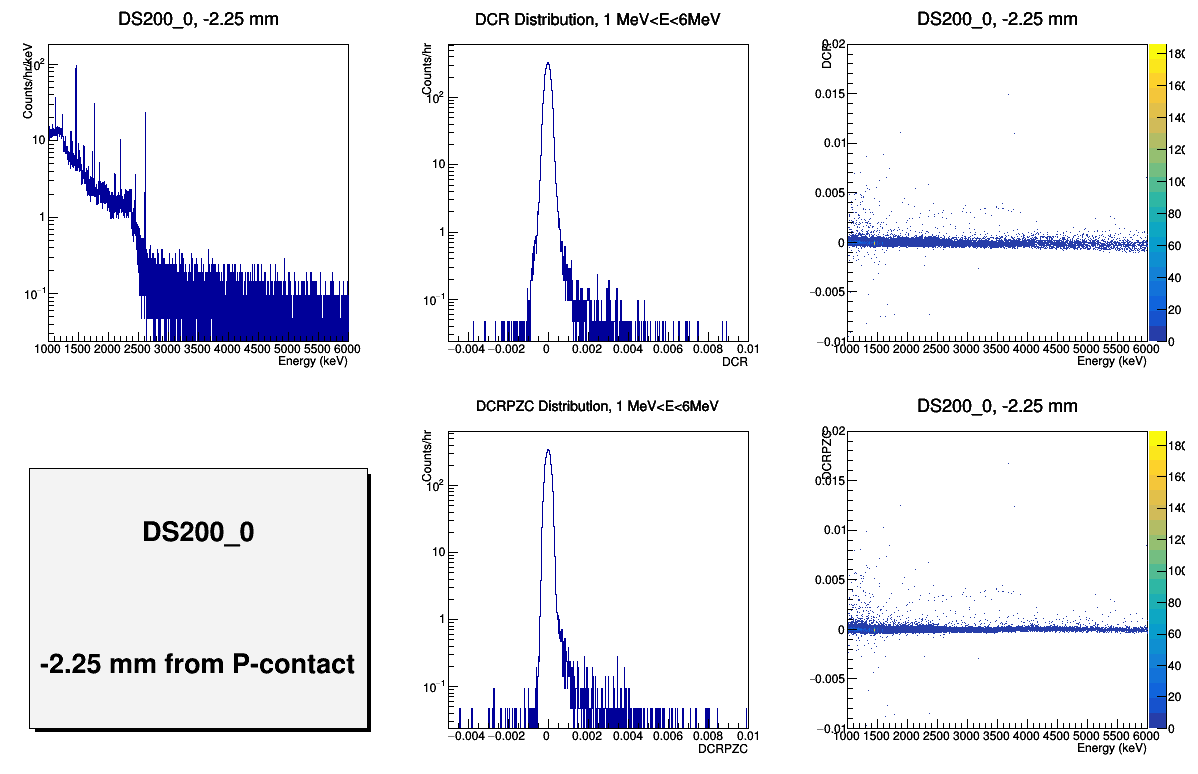 DS200_0, -2.25 mm
Counts/hr/keV
10²
10
1
10⁻¹
1000 1500 2000 2500 3000 3500 4000 4500 5000 5500 6000
Energy (keV)
DCR Distribution, 1 MeV<E<6MeV
Counts/hr
10²
10
1
10⁻¹
−0.004 −0.002 0 0.002 0.004 0.006 0.008 0.01
DCR
DS200_0, -2.25 mm
DCR
0.02
0.015
0.01
0.005
0
−0.005
−0.01
1000 1500 2000 2500 3000 3500 4000 4500 5000 5500 6000
Energy (keV)
180
160
140
120
100
80
60
40
20
0
DS200_0
-2.25 mm from P-contact
DCRPZC Distribution, 1 MeV<E<6MeV
Counts/hr
10²
10
1
10⁻¹
−0.004 −0.002 0 0.002 0.004 0.006 0.008 0.01
DCRPZC
DS200_0, -2.25 mm
DCRPZC
0.02
0.015
0.01
0.005
0
−0.005
−0.01
1000 1500 2000 2500 3000 3500 4000 4500 5000 5500 6000
Energy (keV)
180
160
140
120
100
80
60
40
20
0